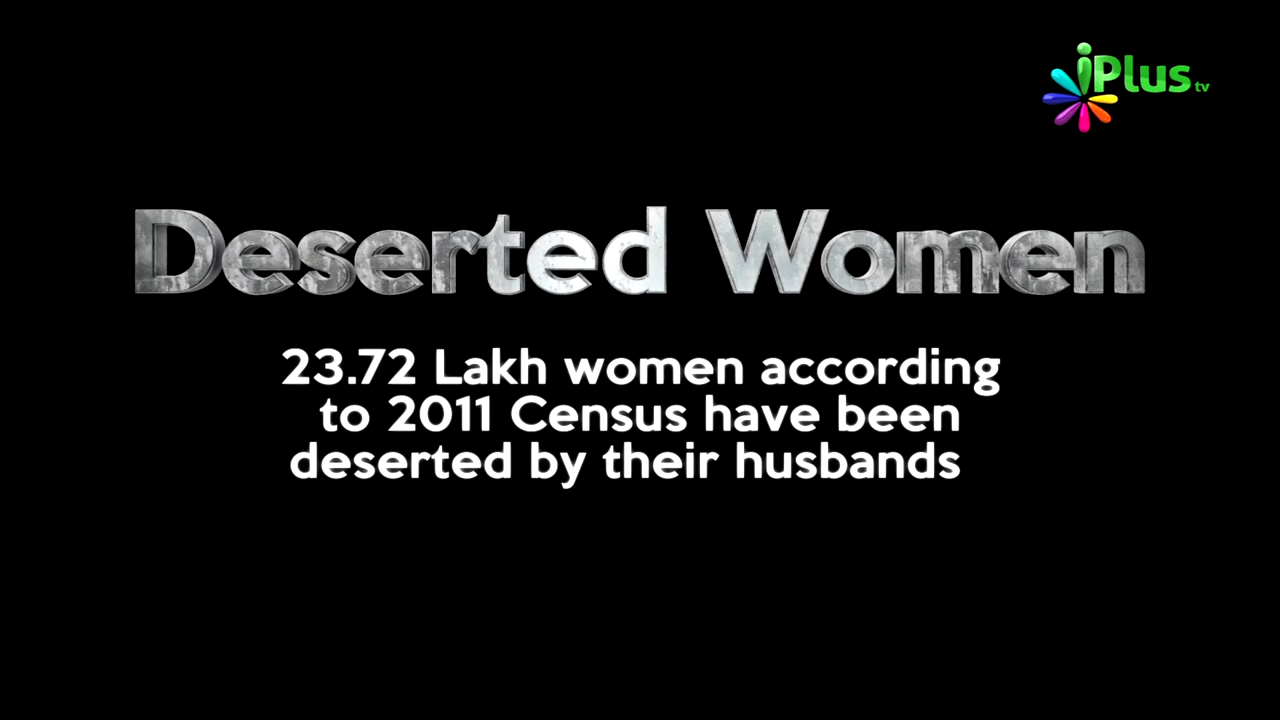 iPlus tv
Deserted Women
23.72 Lakh women according
to 2011 Census have been
deserted by their husbands